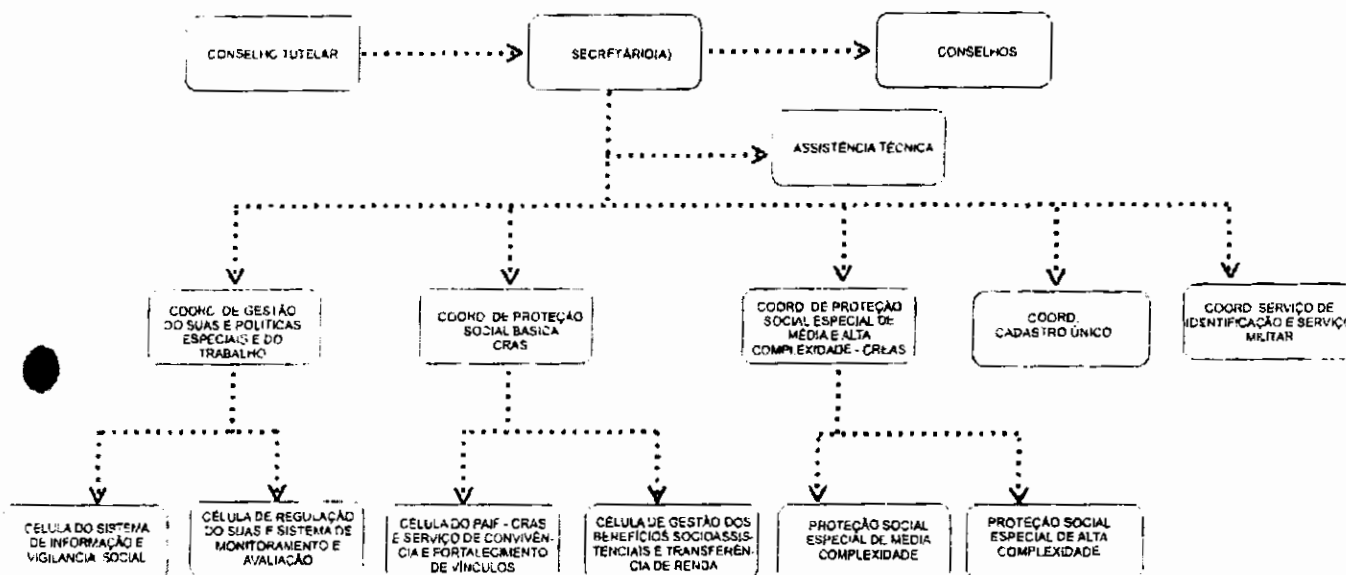 CONSELHO TUTELAR
SECRETÁRIO(A)
CONSELHOS
ASSISTÊNCIA TÉCNICA
COORD. DE GESTÃO
DO SUAS E POLITICAS
ESPECIAIS E DO
TRABALHO
COORD DE PROTEÇÃO
SOCIAL BASICA
CRAS
COORD DE PROTEÇÃO
SOCIAL ESPECIAL DE
MÉDIA E ALTA
COMPLEXIDADE - CREAS
COORD.
CADASTRO ÚNICO
COORD SERVIÇO DE
IDENTIFICAÇÃO E SERVIÇO
MILITAR
CÉLULA DO SISTEMA
DE INFORMAÇÃO E
VIGILANCIA SOCIAL
CÉLULA DE REGULAÇÃO
DO SUAS E SISTEMA DE
MONITORAMENTO E
AVALIAÇÃO
CÉLULA DO PAIF - CRAS
E SERVIÇO DE CONVIVÊN-
CIA E FORTALECIMENTO
DE VÍNCULOS
CÉLULA DE GESTÃO DOS
BENEFÍCIOS SOCIOASSIS-
TENCIAIS E TRANSFERÊN-
CIA DE RENDA
PROTEÇÃO SOCIAL
ESPECIAL DE MÉDIA
COMPLEXIDADE
PROTEÇÃO SOCIAL
ESPECIAL DE ALTA
COMPLEXIDADE